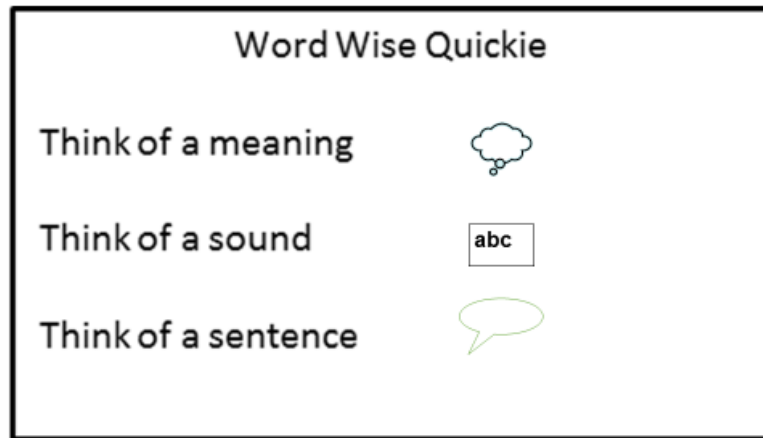 Word Wise Quickie
Think of a meaning
Think of a sound
abc
Think of a sentence